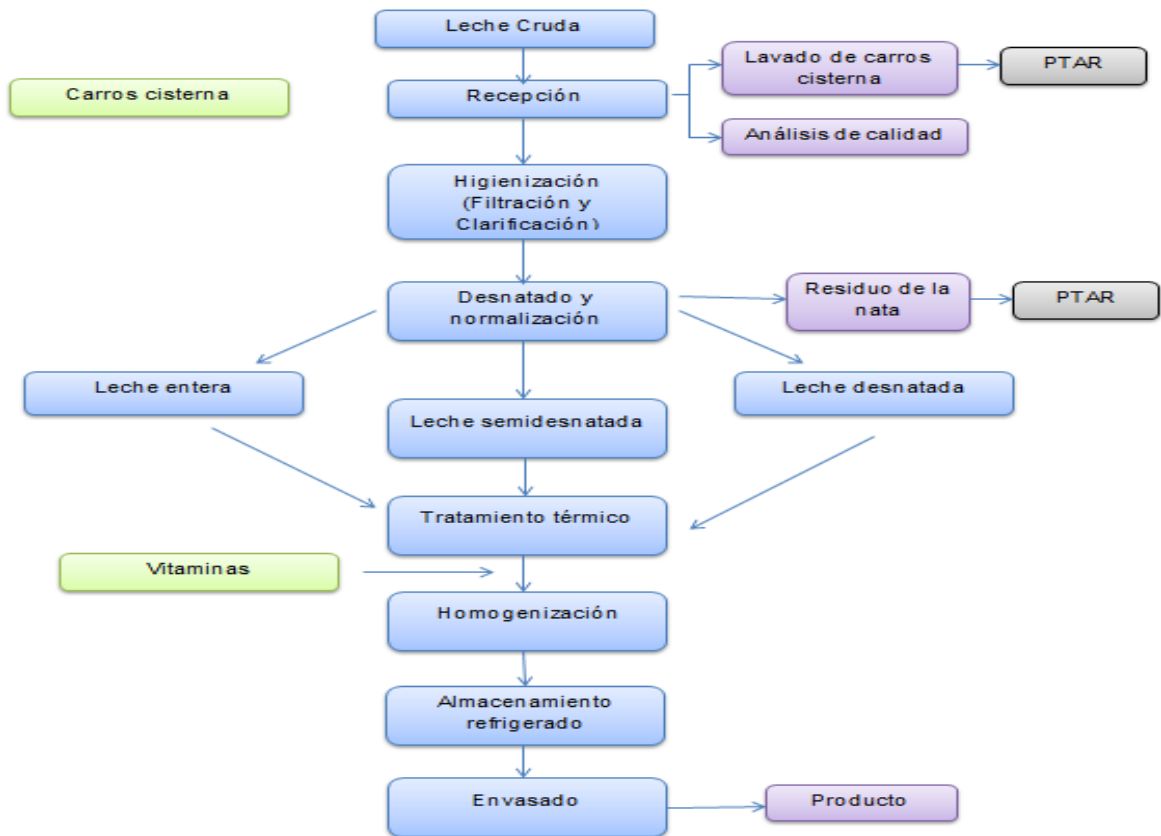 Leche Cruda
Carros cisterna
Recepción
Lavado de carros
cisterna
PTAR
Análisis de calidad
Higienización
(Filtración y
Clarificación)
Desnatado y
normalización
Residuo de la
nata
PTAR
Leche entera
Leche semidesnatada
Leche desnatada
Tratamiento térmico
Vitaminas
Homogenización
Almacenamiento
refrigerado
Envasado
Producto